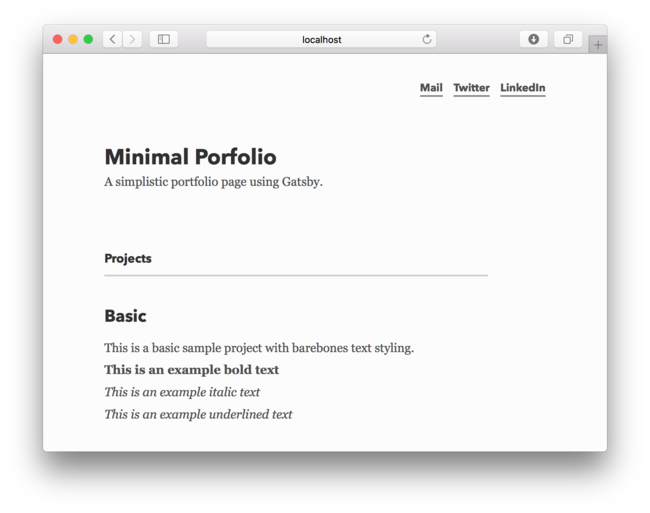 localhost
Mail Twitter LinkedIn
Minimal Porfolio
A simplistic portfolio page using Gatsby.
Projects
Basic
This is a basic sample project with barebones text styling.
This is an example bold text
This is an example italic text
This is an example underlined text